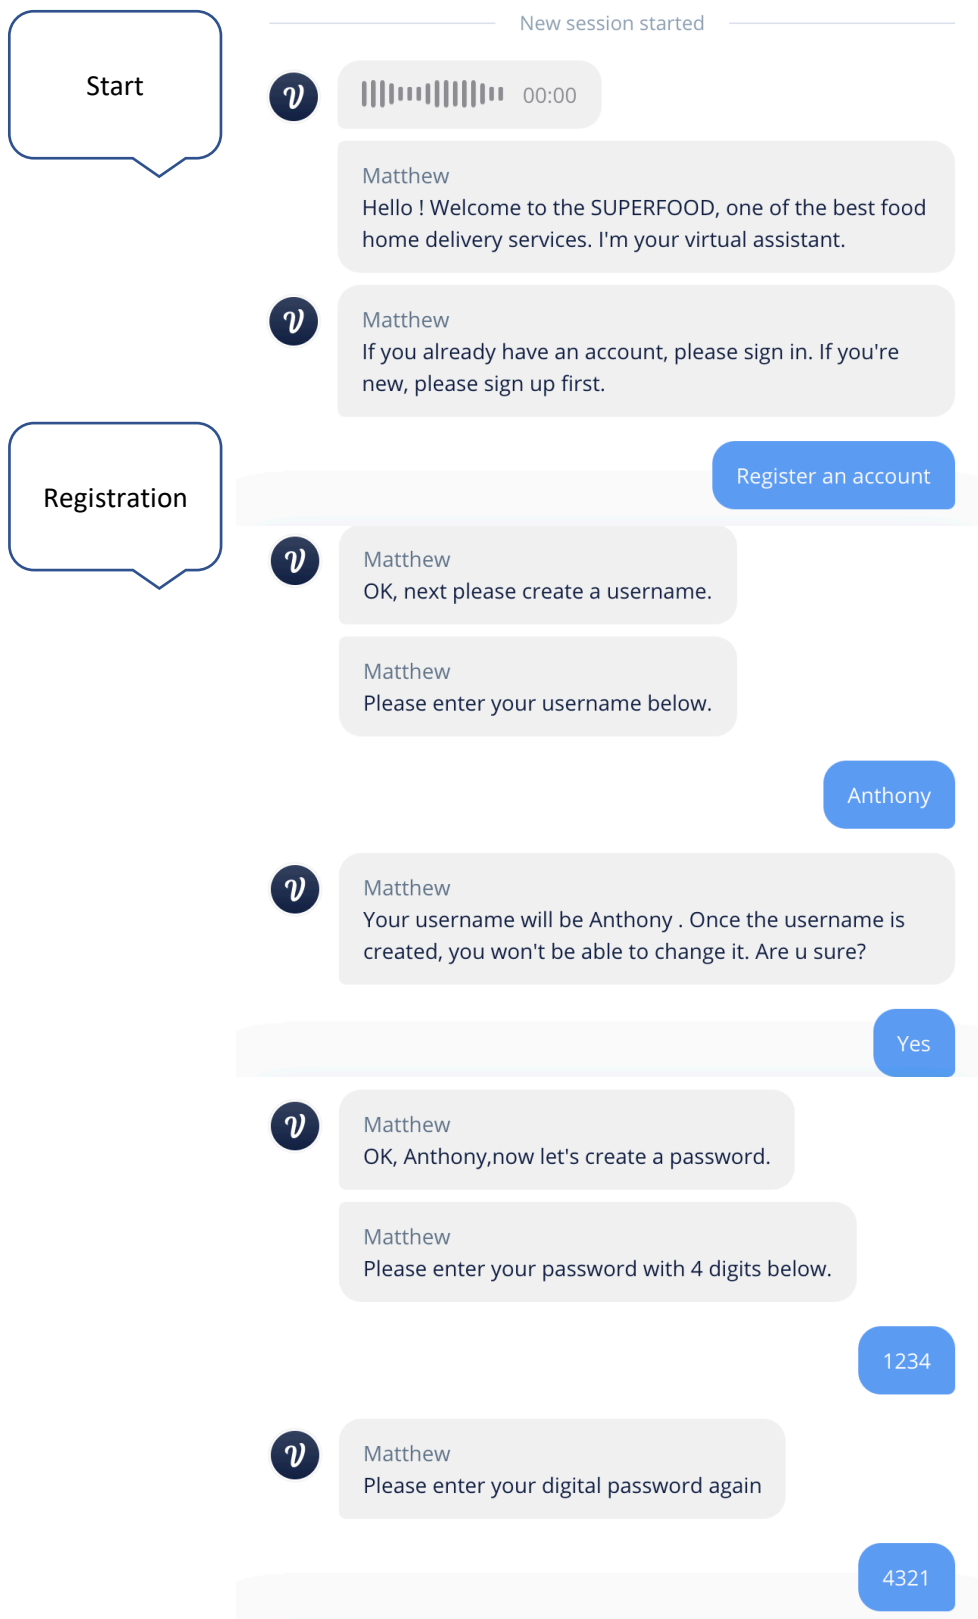 New session started
Start
00:00
Matthew
Hello ! Welcome to the SUPERFOOD, one of the best food
home delivery services. I'm your virtual assistant.
Matthew
If you already have an account, please sign in. If you're
new, please sign up first.
Registration
Register an account
Matthew
OK, next please create a username.
Matthew
Please enter your username below.
Anthony
Matthew
Your username will be Anthony . Once the username is
created, you won't be able to change it. Are u sure?
Yes
Matthew
OK, Anthony,now let's create a password.
Matthew
Please enter your password with 4 digits below.
1234
Matthew
Please enter your digital password again
4321